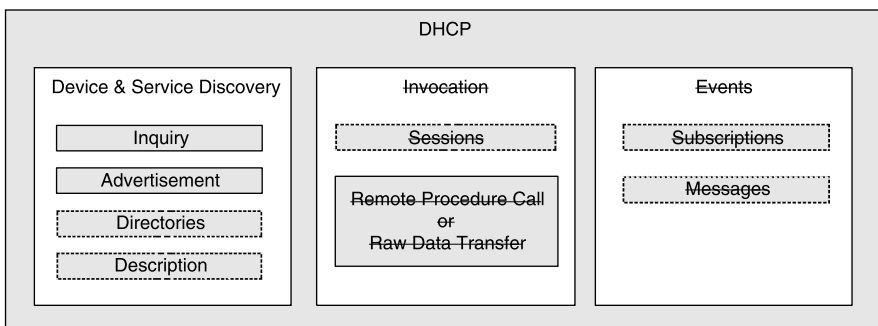 DHCP
Device & Service Discovery
Inquiry
Advertisement
Directories
Description
Invocation
Sessions
Remote Procedure Call
or
Raw Data Transfer
Events
Subscriptions
Messages